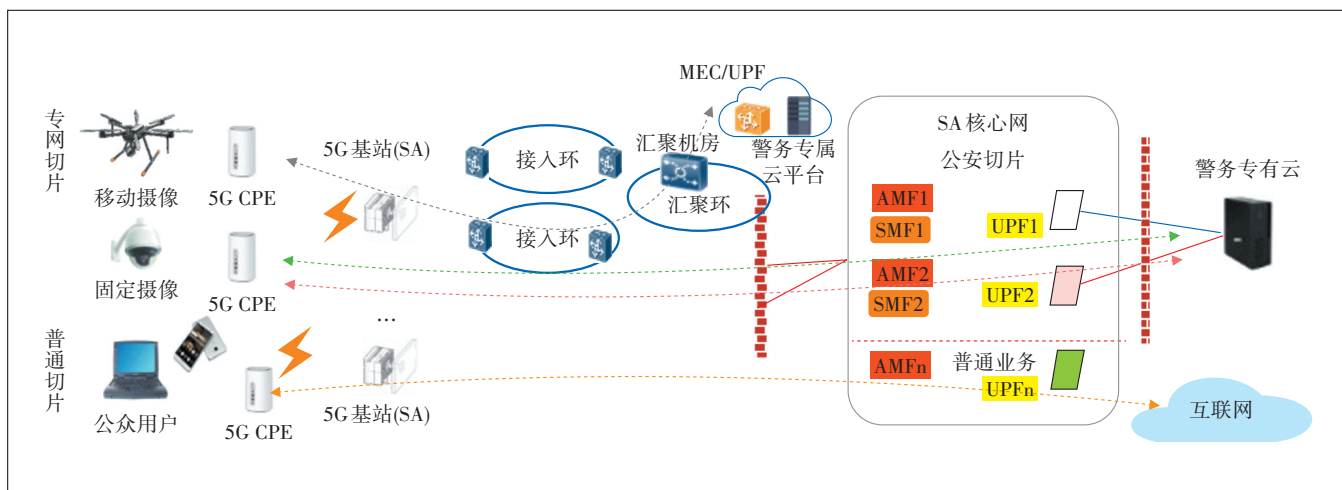 专网切片
移动摄像
5G CPE
固定摄像
5G CPE
普通切片
公众用户
5G CPE
5G基站(SA)
…
5G基站(SA)
接入环
接入环
汇聚机房
汇聚环
MEC/UPF
警务专属
云平台
SA核心网
公安切片
AMF1
SMF1
UPF1
AMF2
SMF2
UPF2
AMFn
普通业务
UPFn
警务专有云
互联网